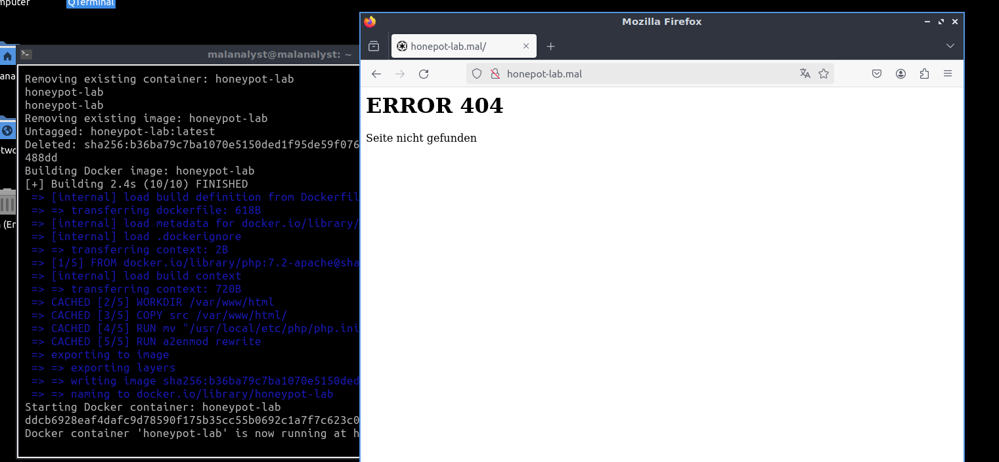 mputer
QTerminal
Mozilla Firefox
honepot-lab.mal/
honepot-lab.mal
ERROR 404
Seite nicht gefunden
malanalyst@malanalyst: ~
Removing existing container: honeypot-lab
honeypot-lab
honeypot-lab
Removing existing image: honeypot-lab
Untagged: honeypot-lab:latest
Deleted: sha256:b36ba79c7ba1070e5150ded1f95de59f076
488dd
Building Docker image: honeypot-lab
[+] Building 2.4s (10/10) FINISHED
=> [internal] load build definition from Dockerfil
=> => transferring dockerfile: 618B
=> [internal] load metadata for docker.io/library/
=> [internal] load .dockerignore
=> => transferring context: 2B
=> [1/5] FROM docker.io/library/php:7.2-apache@sha
=> [internal] load build context
=> => transferring context: 720B
=> CACHED [2/5] WORKDIR /var/www/html
=> CACHED [3/5] COPY src /var/www/html/
=> CACHED [4/5] RUN mv "/usr/local/etc/php/php.ini
=> CACHED [5/5] RUN a2enmod rewrite
=> exporting to image
=> => exporting layers
=> => writing image sha256:b36ba79c7ba1070e5150ded
=> => naming to docker.io/library/honeypot-lab
Starting Docker container: honeypot-lab
ddcb6928eaf4dafc9d78590f175b35cc55b0692c1a7f7c623c0
Docker container 'honeypot-lab' is now running at h
ana
etwo
(Er